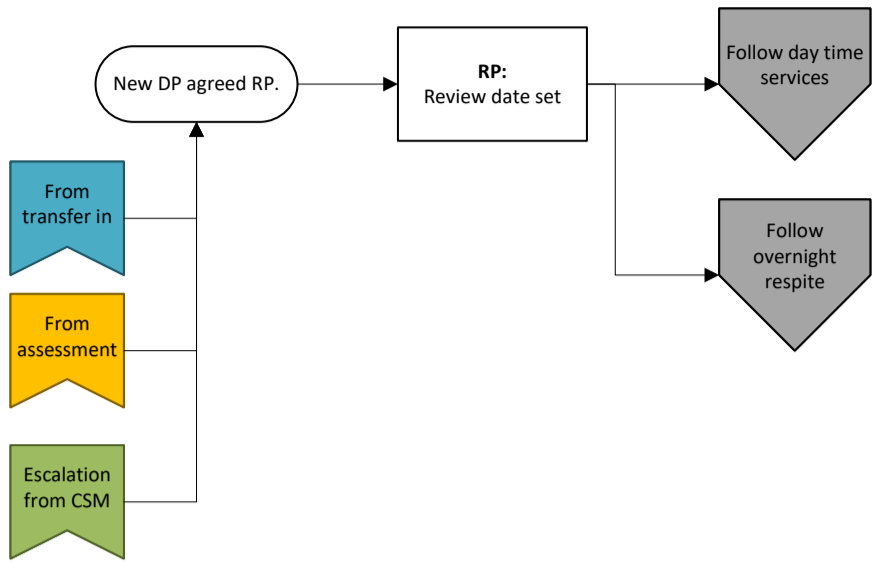 New DP agreed RP.
RP:
Review date set
Follow day time
services
From
transfer in
Follow
overnight
respite
From
assessment
Escalation
from CSM